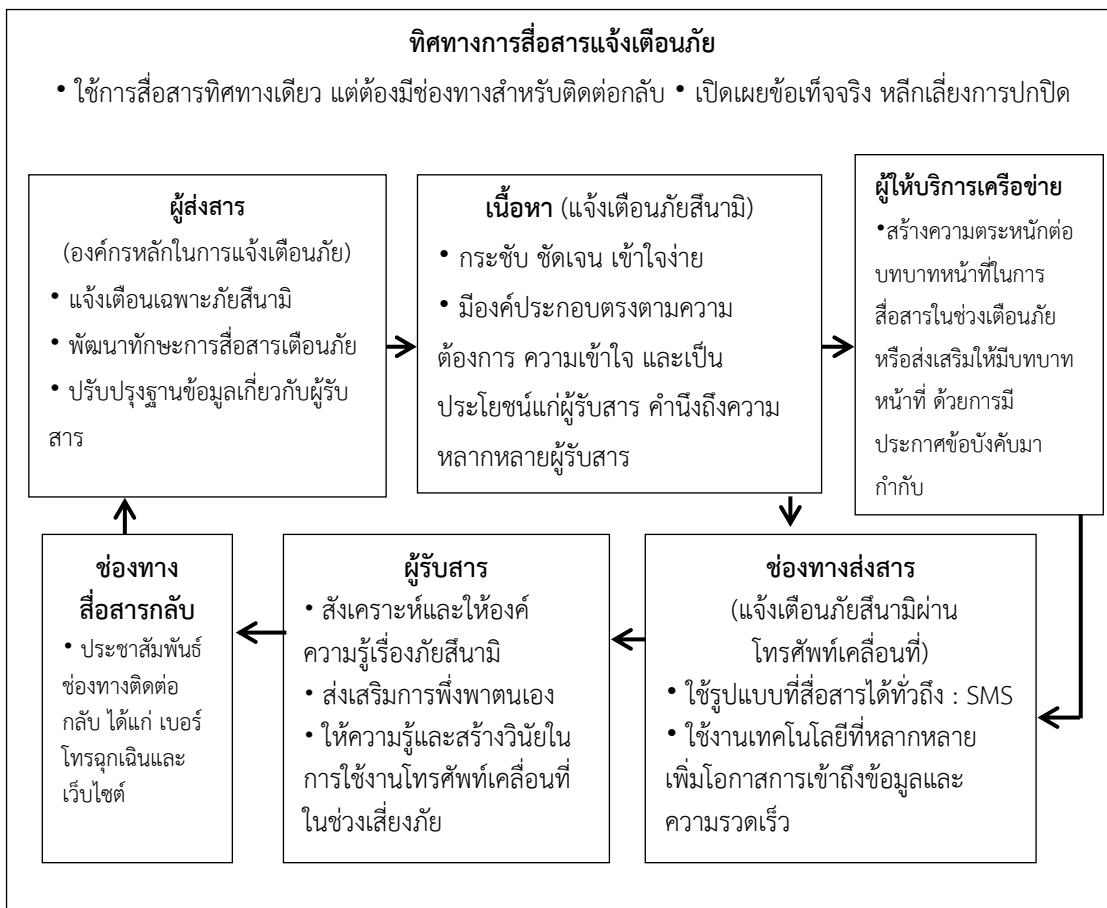 ทิศทางการสื่อสารแจ้งเตือนภัย
• ใช้การสื่อสารทิศทางเดียว แต่ต้องมีช่องทางสำหรับติดต่อกลับ • เปิดเผยข้อเท็จจริง หลีกเลี่ยงการปกปิด
ผู้ส่งสาร
(องค์กรหลักในการแจ้งเตือนภัย)
• แจ้งเตือนเฉพาะภัยสึนามิ
• พัฒนาทักษะการสื่อสารเตือนภัย
• ปรับปรุงฐานข้อมูลเกี่ยวกับผู้รับ
สาร
เนื้อหา (แจ้งเตือนภัยสึนามิ)
• กระชับ ชัดเจน เข้าใจง่าย
• มีองค์ประกอบตรงตามความ
ต้องการ ความเข้าใจ และเป็น
ประโยชน์แก่ผู้รับสาร คำนึงถึงความ
หลากหลายผู้รับสาร
ผู้ให้บริการเครือข่าย
•สร้างความตระหนักต่อ
บทบาทหน้าที่ในการ
สื่อสารในช่วงเตือนภัย
หรือส่งเสริมให้มีบทบาท
หน้าที่ ด้วยการมี
ประกาศข้อบังคับมา
กำกับ
ช่องทาง
สื่อสารกลับ
• ประชาสัมพันธ์
ช่องทางติดต่อ
กลับ ได้แก่ เบอร์
โทรฉุกเฉินและ
เว็บไซต์
ผู้รับสาร
• สังเคราะห์และให้องค์
ความรู้เรื่องภัยสึนามิ
• ส่งเสริมการพึ่งพาตนเอง
• ให้ความรู้และสร้างวินัยใน
การใช้งานโทรศัพท์เคลื่อนที่
ในช่วงเสี่ยงภัย
ช่องทางส่งสาร
(แจ้งเตือนภัยสึนามิผ่าน
โทรศัพท์เคลื่อนที่)
• ใช้รูปแบบที่สื่อสารได้ทั่วถึง : SMS
• ใช้งานเทคโนโลยีที่หลากหลาย
เพิ่มโอกาสการเข้าถึงข้อมูลและ
ความรวดเร็ว